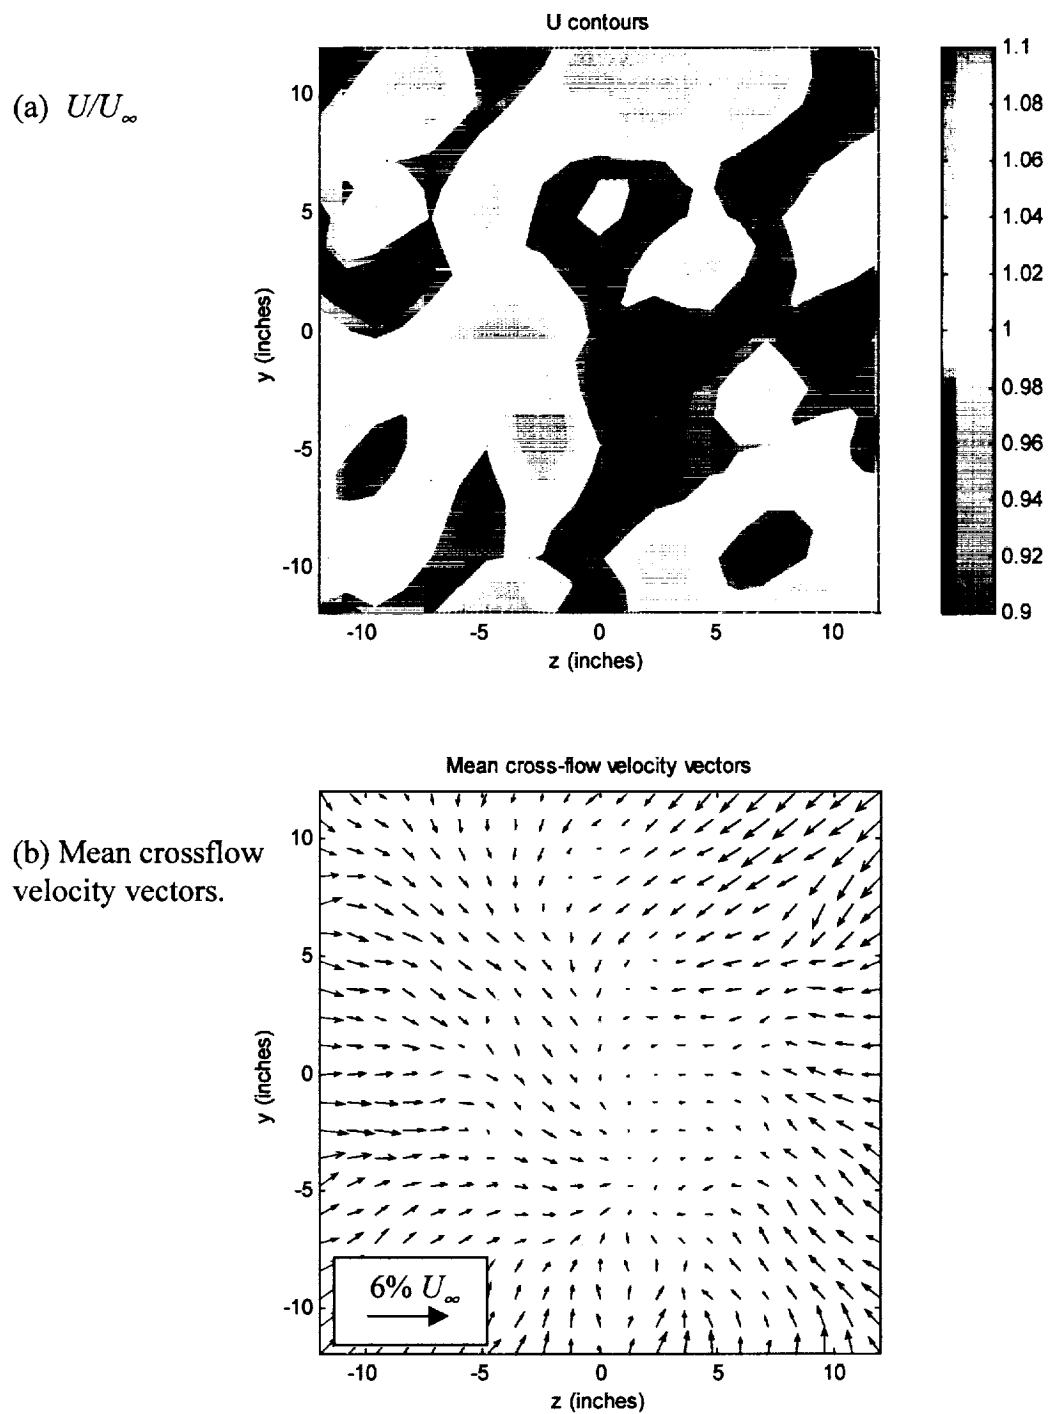 U contours
(a) U/U∞
10
5
0
-5
-10
y (inches)
-10 -5 0 5 10
z (inches)
1.1
1.08
1.06
1.04
1.02
1
0.98
0.96
0.94
0.92
0.9
Mean cross-flow velocity vectors
(b) Mean crossflow
velocity vectors.
10
5
0
-5
-10
y (inches)
6% U∞
-10 -5 0 5 10
z (inches)